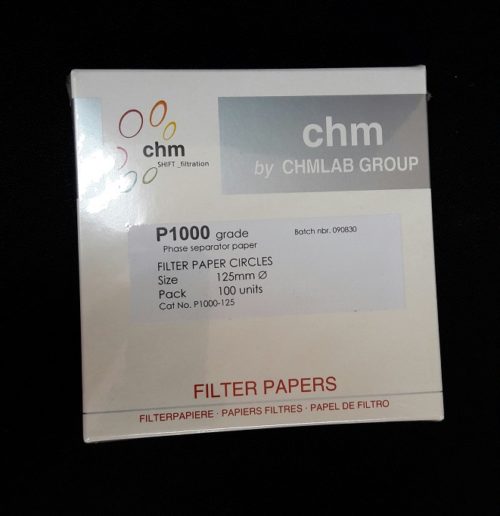 chm
SHIFT_filtration
chm
by CHMLAB GROUP
P1000 grade
Batch nbr. 090830
Phase separator paper
FILTER PAPER CIRCLES
Size 125mm Ø
Pack 100 units
Cat No. P1000-125
FILTER PAPERS
FILTERPAPIERE · PAPIERS FILTRES · PAPEL DE FILTRO